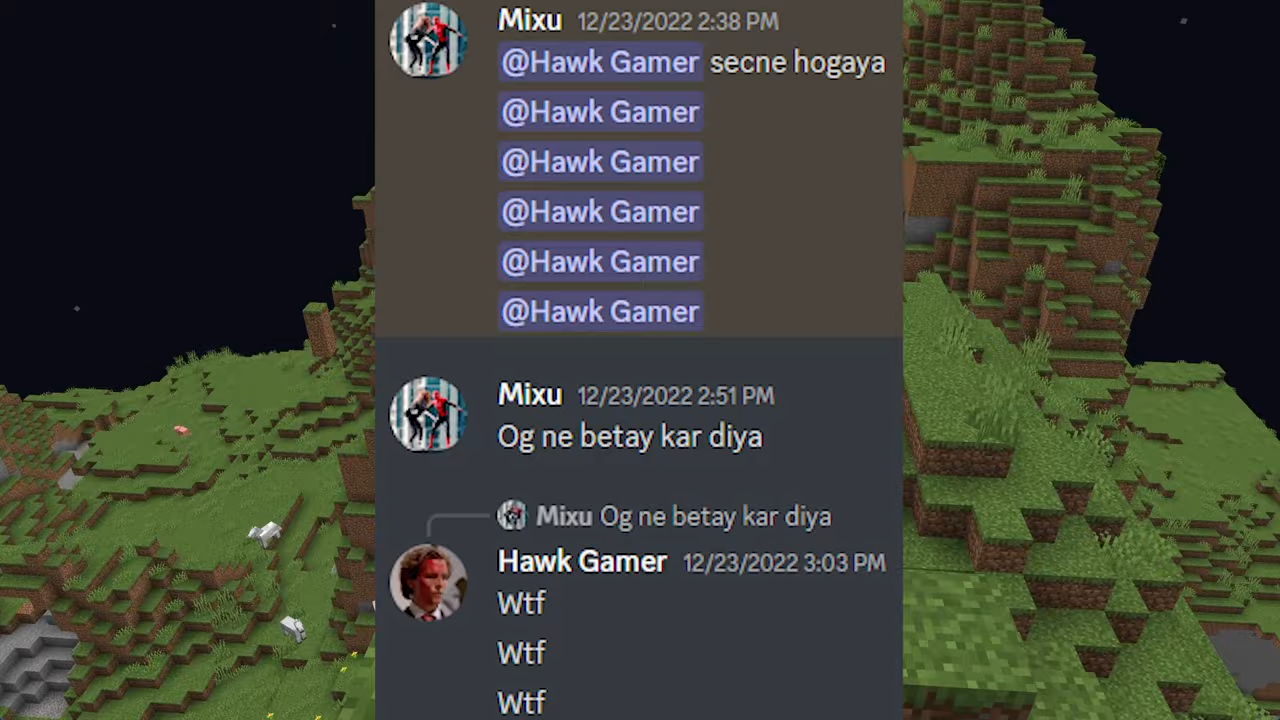 Mixu 12/23/2022 2:38 PM
@Hawk Gamer secne hogaya
@Hawk Gamer
@Hawk Gamer
@Hawk Gamer
@Hawk Gamer
@Hawk Gamer
Mixu 12/23/2022 2:51 PM
Og ne betay kar diya
Mixu Og ne betay kar diya
Hawk Gamer 12/23/2022 3:03 PM
Wtf
Wtf
Wtf